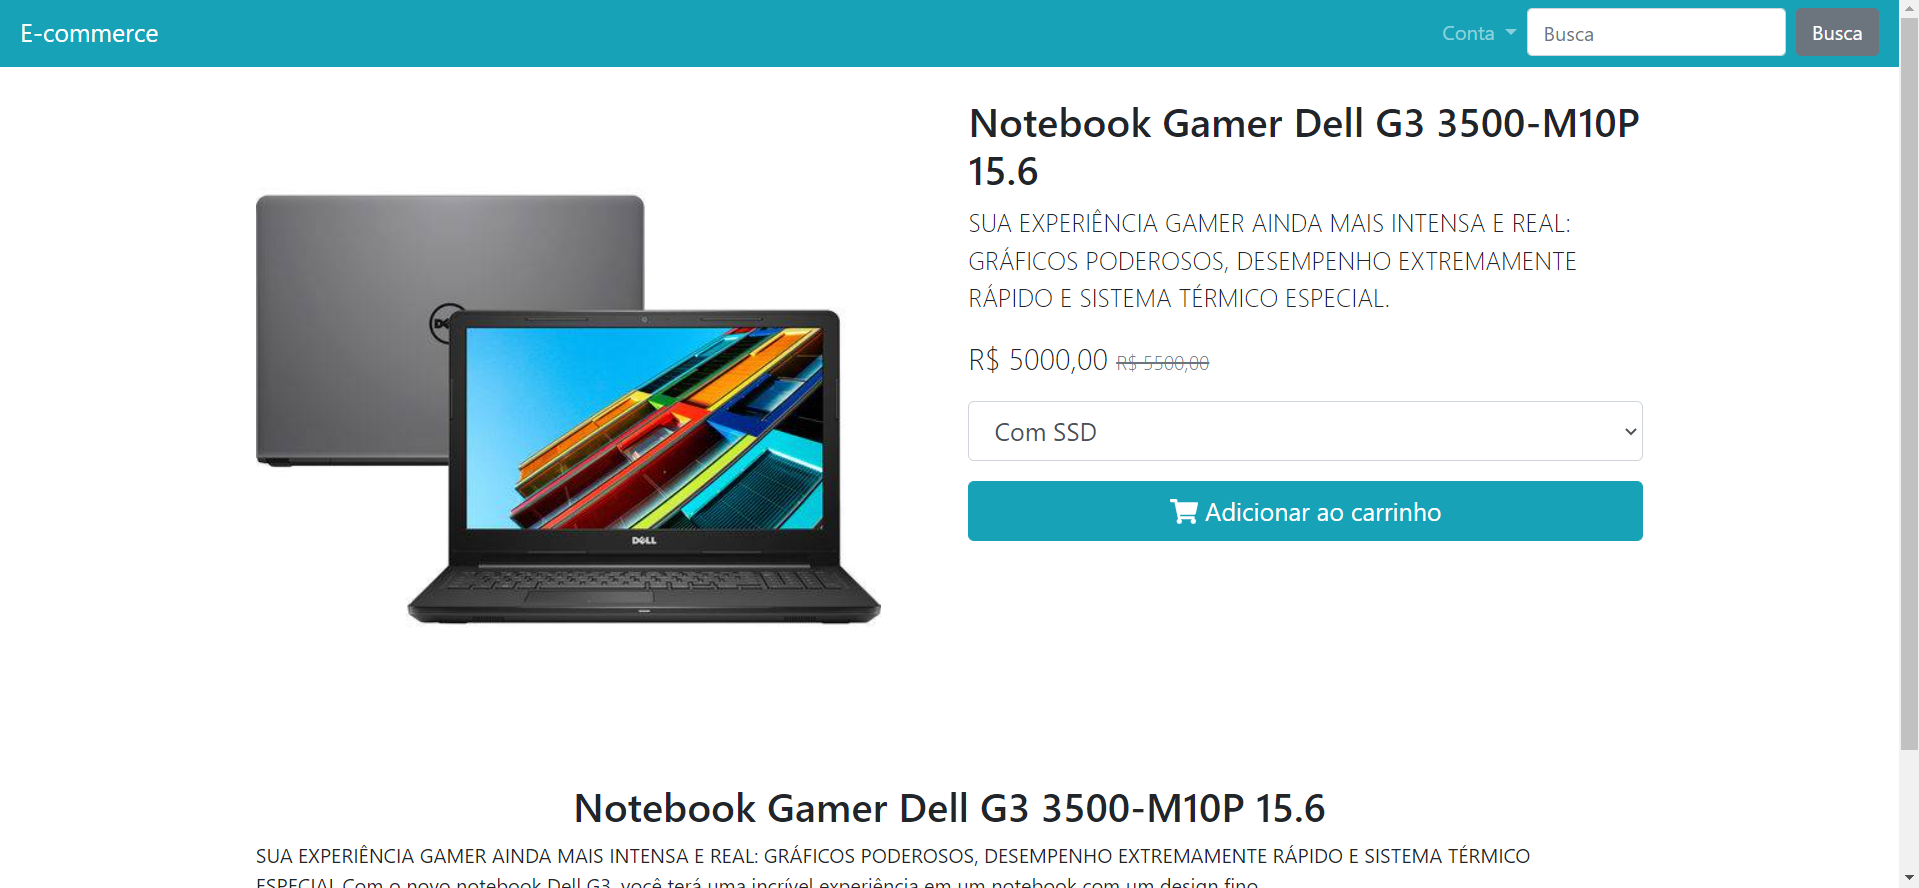 E-commerce
Conta
Busca
Busca
Notebook Gamer Dell G3 3500-M10P
15.6
SUA EXPERIÊNCIA GAMER AINDA MAIS INTENSA E REAL:
GRÁFICOS PODEROSOS, DESEMPENHO EXTREMAMENTE
RÁPIDO E SISTEMA TÉRMICO ESPECIAL.
R$ 5000,00 R$ 5500,00
Com SSD
Adicionar ao carrinho
DELL
Notebook Gamer Dell G3 3500-M10P 15.6
SUA EXPERIÊNCIA GAMER AINDA MAIS INTENSA E REAL: GRÁFICOS PODEROSOS, DESEMPENHO EXTREMAMENTE RÁPIDO E SISTEMA TÉRMICO
ESPECIAL Com o novo notebook Dell G3, você terá uma incrível experiência em um notebook com um design fino